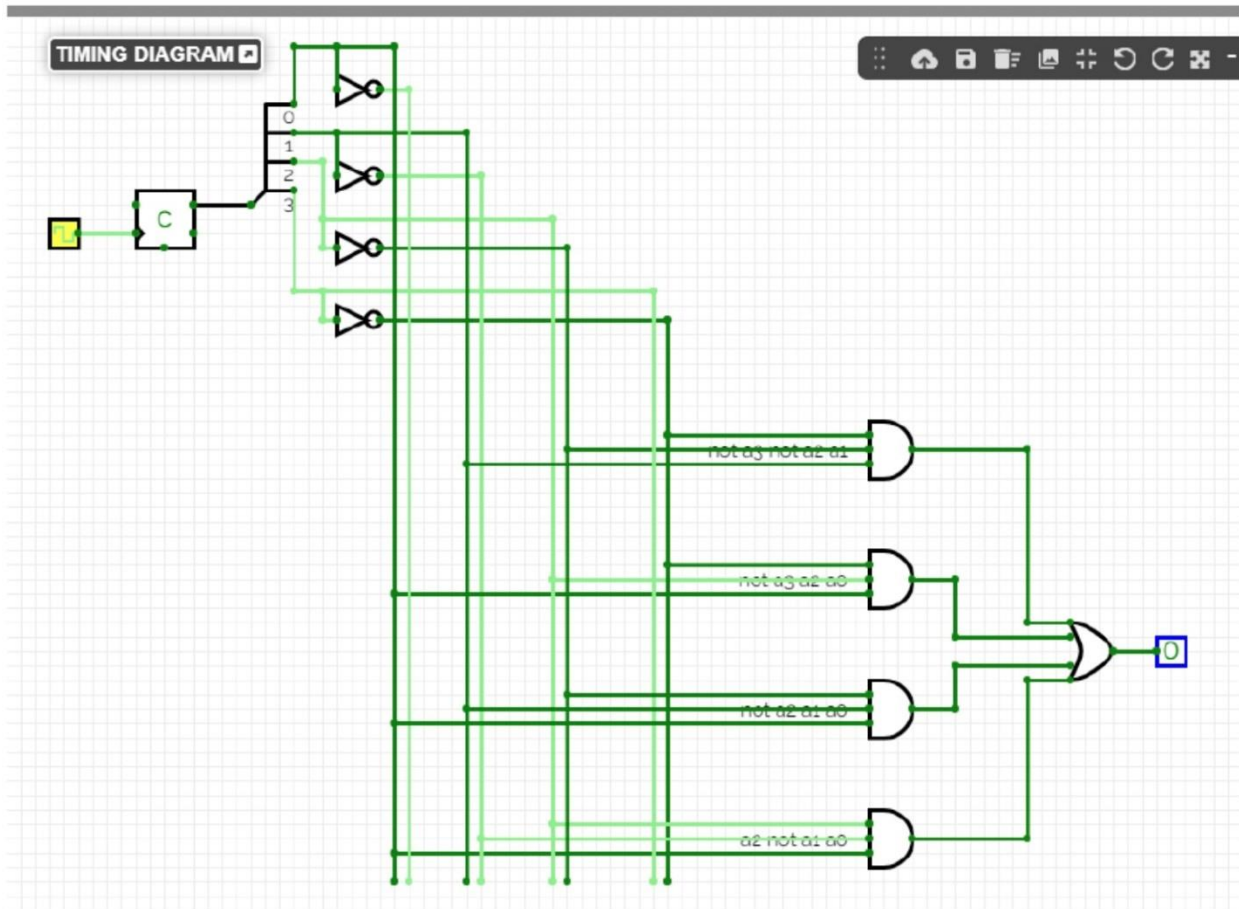 TIMING DIAGRAM
0
1
2
3
C
not a3 not a2 a1
not a3 a2 a0
not a2 a1 a0
a2 not a1 a0
0